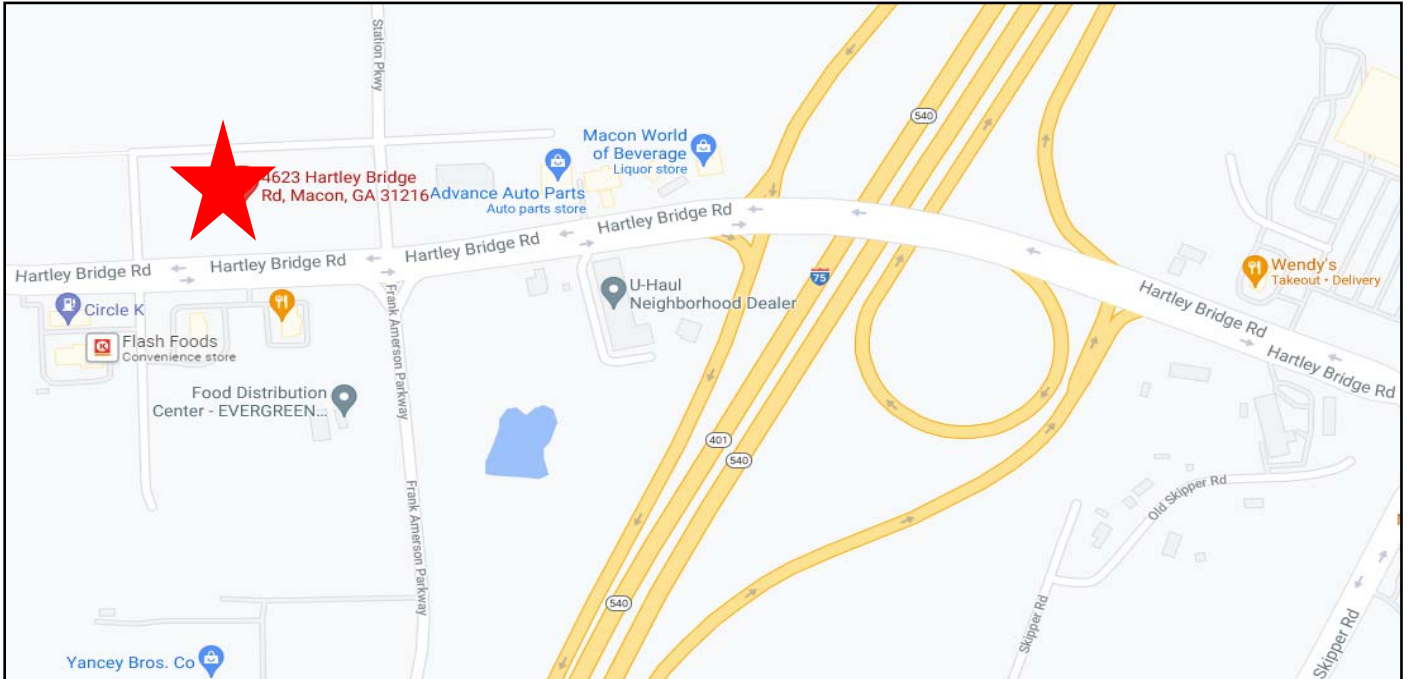 Station Pkwy
540
Macon World
of Beverage
Liquor store
4623 Hartley Bridge
Rd, Macon, GA 31216
Advance Auto Parts
Auto parts store
Hartley Bridge Rd
Hartley Bridge Rd
Hartley Bridge Rd
Hartley Bridge Rd
75
Wendy's
Takeout • Delivery
U-Haul
Neighborhood Dealer
Hartley Bridge Rd
Hartley Bridge Rd
Circle K
K
Flash Foods
Convenience store
Frank Amerson Parkway
Food Distribution
Center - EVERGREEN...
401
540
Old Skipper Rd
Frank Amerson Parkway
540
Skipper Rd
Skipper Rd
Yancey Bros. Co